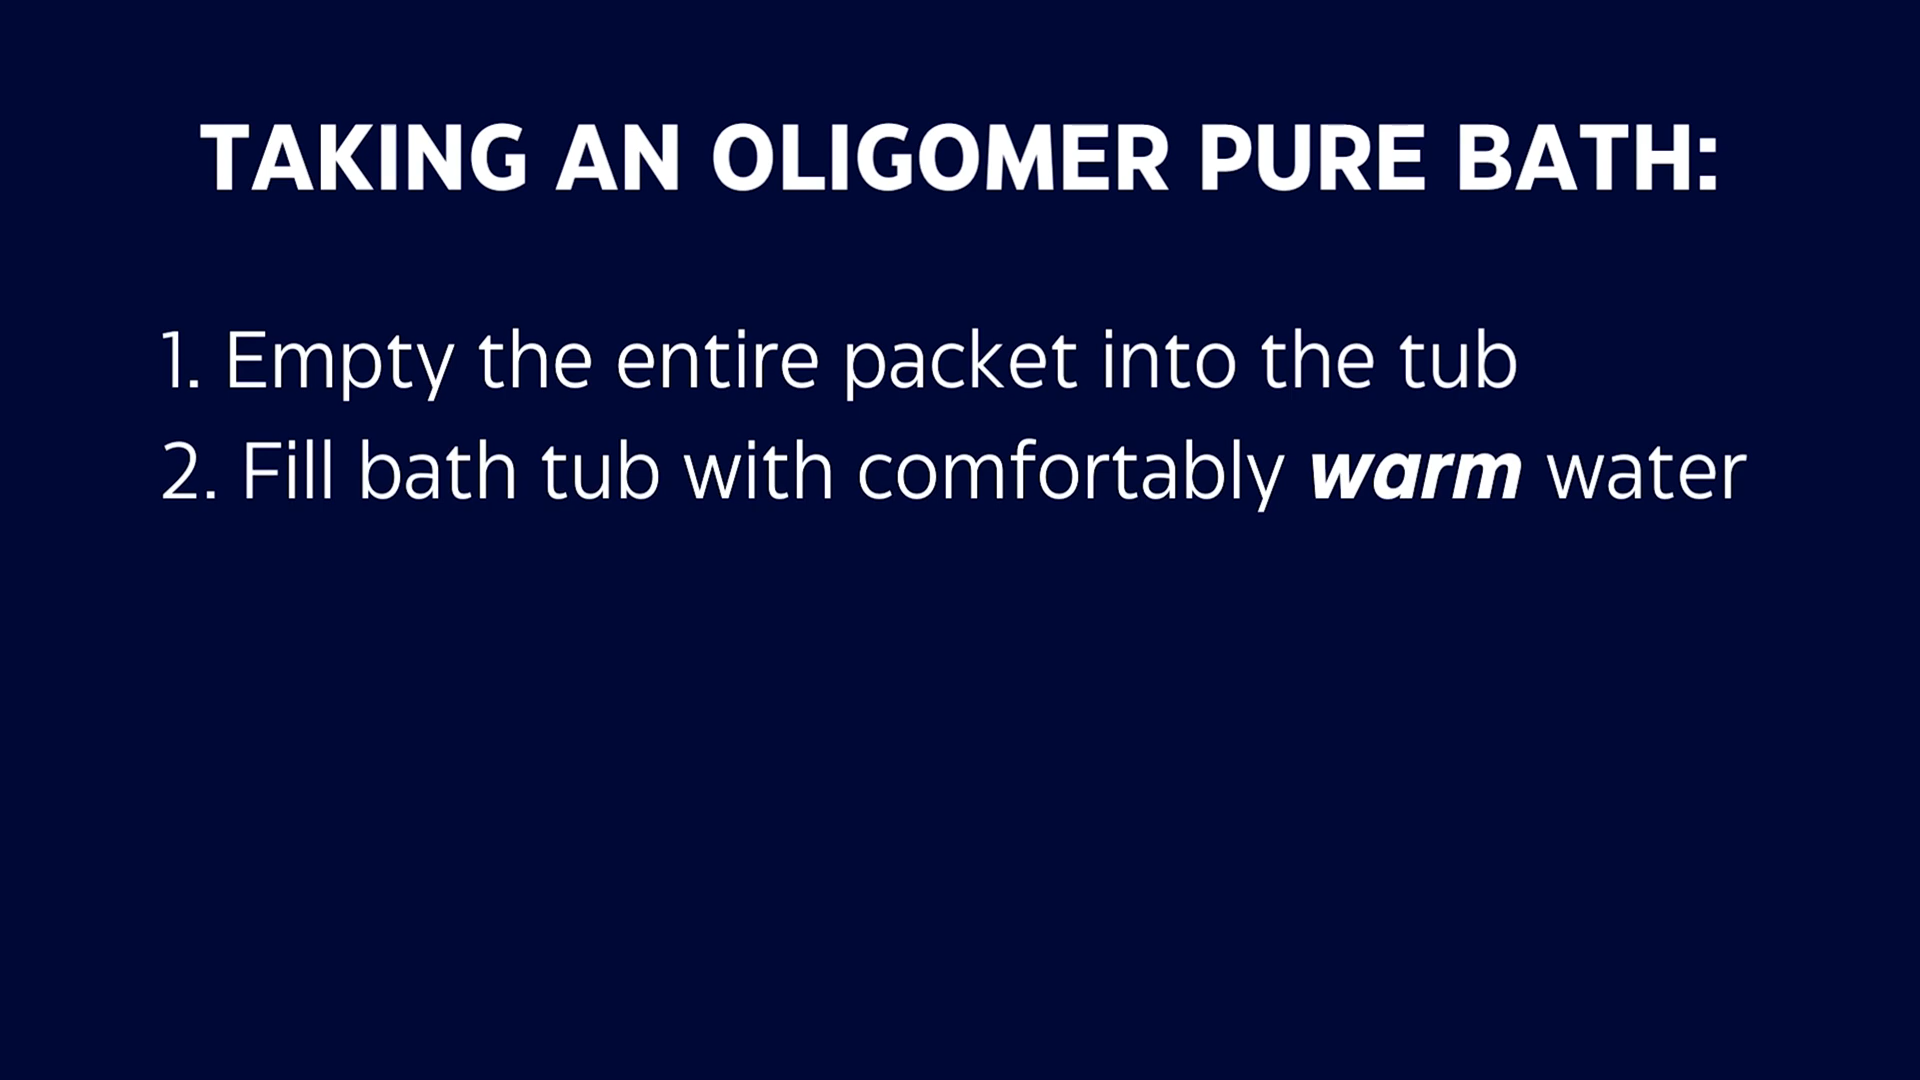 TAKING AN OLIGOMER PURE BATH:
1. Empty the entire packet into the tub
2. Fill bath tub with comfortably warm water